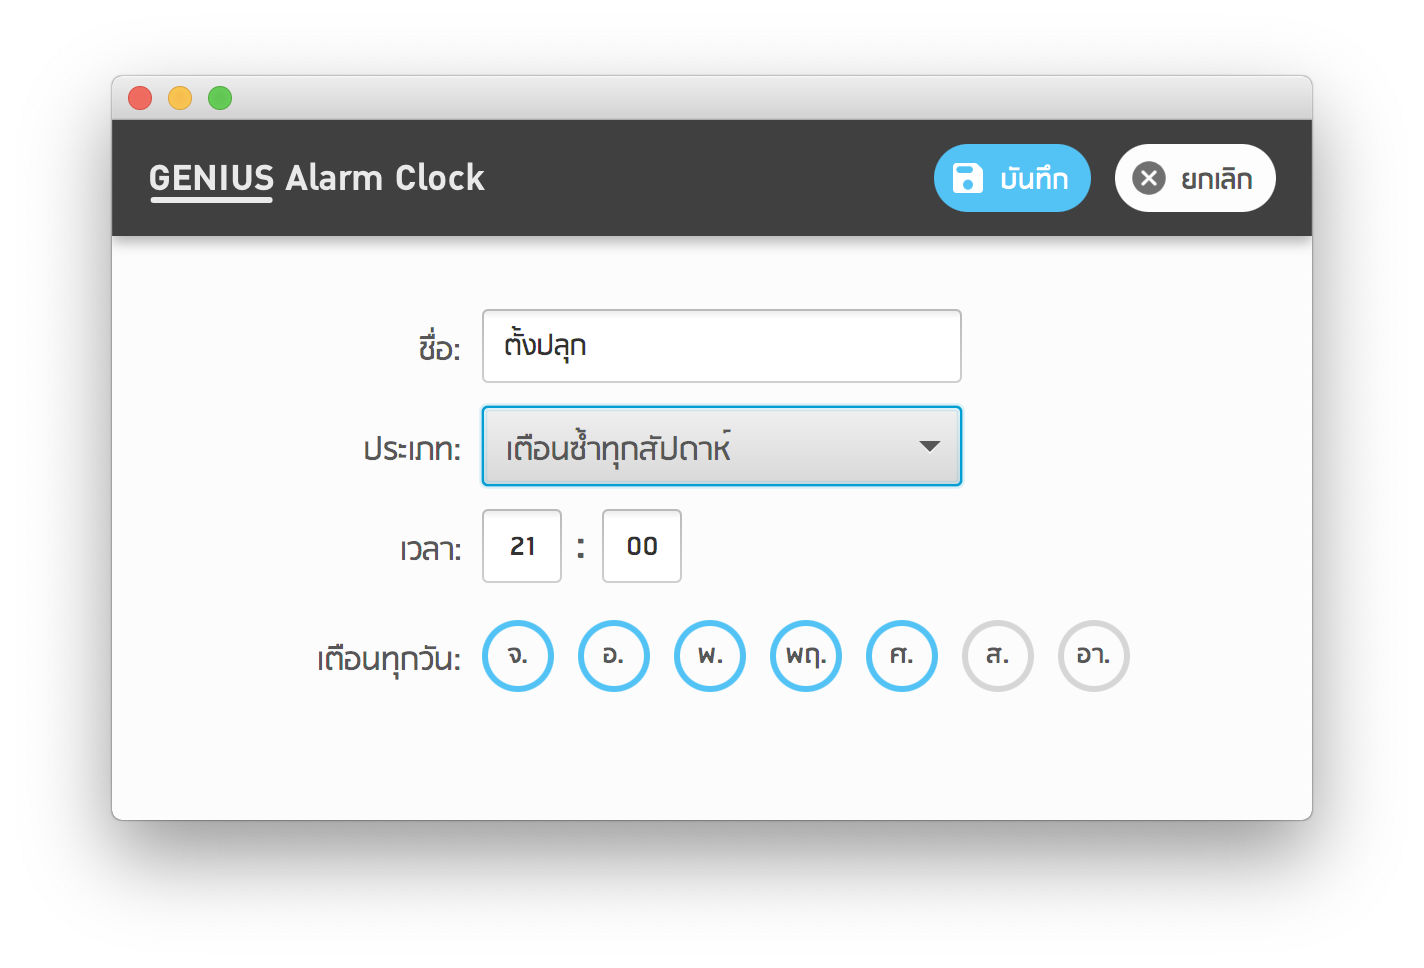 GENIUS Alarm Clock บันทึก ยกเลิก
ชื่อ: ตั้งปลุก
ประเภท: เตือนซ้ำทุกสัปดาห์
เวลา: 21 : 00
เตือนทุกวัน: จ. อ. พ. พฤ. ศ. ส. อา.